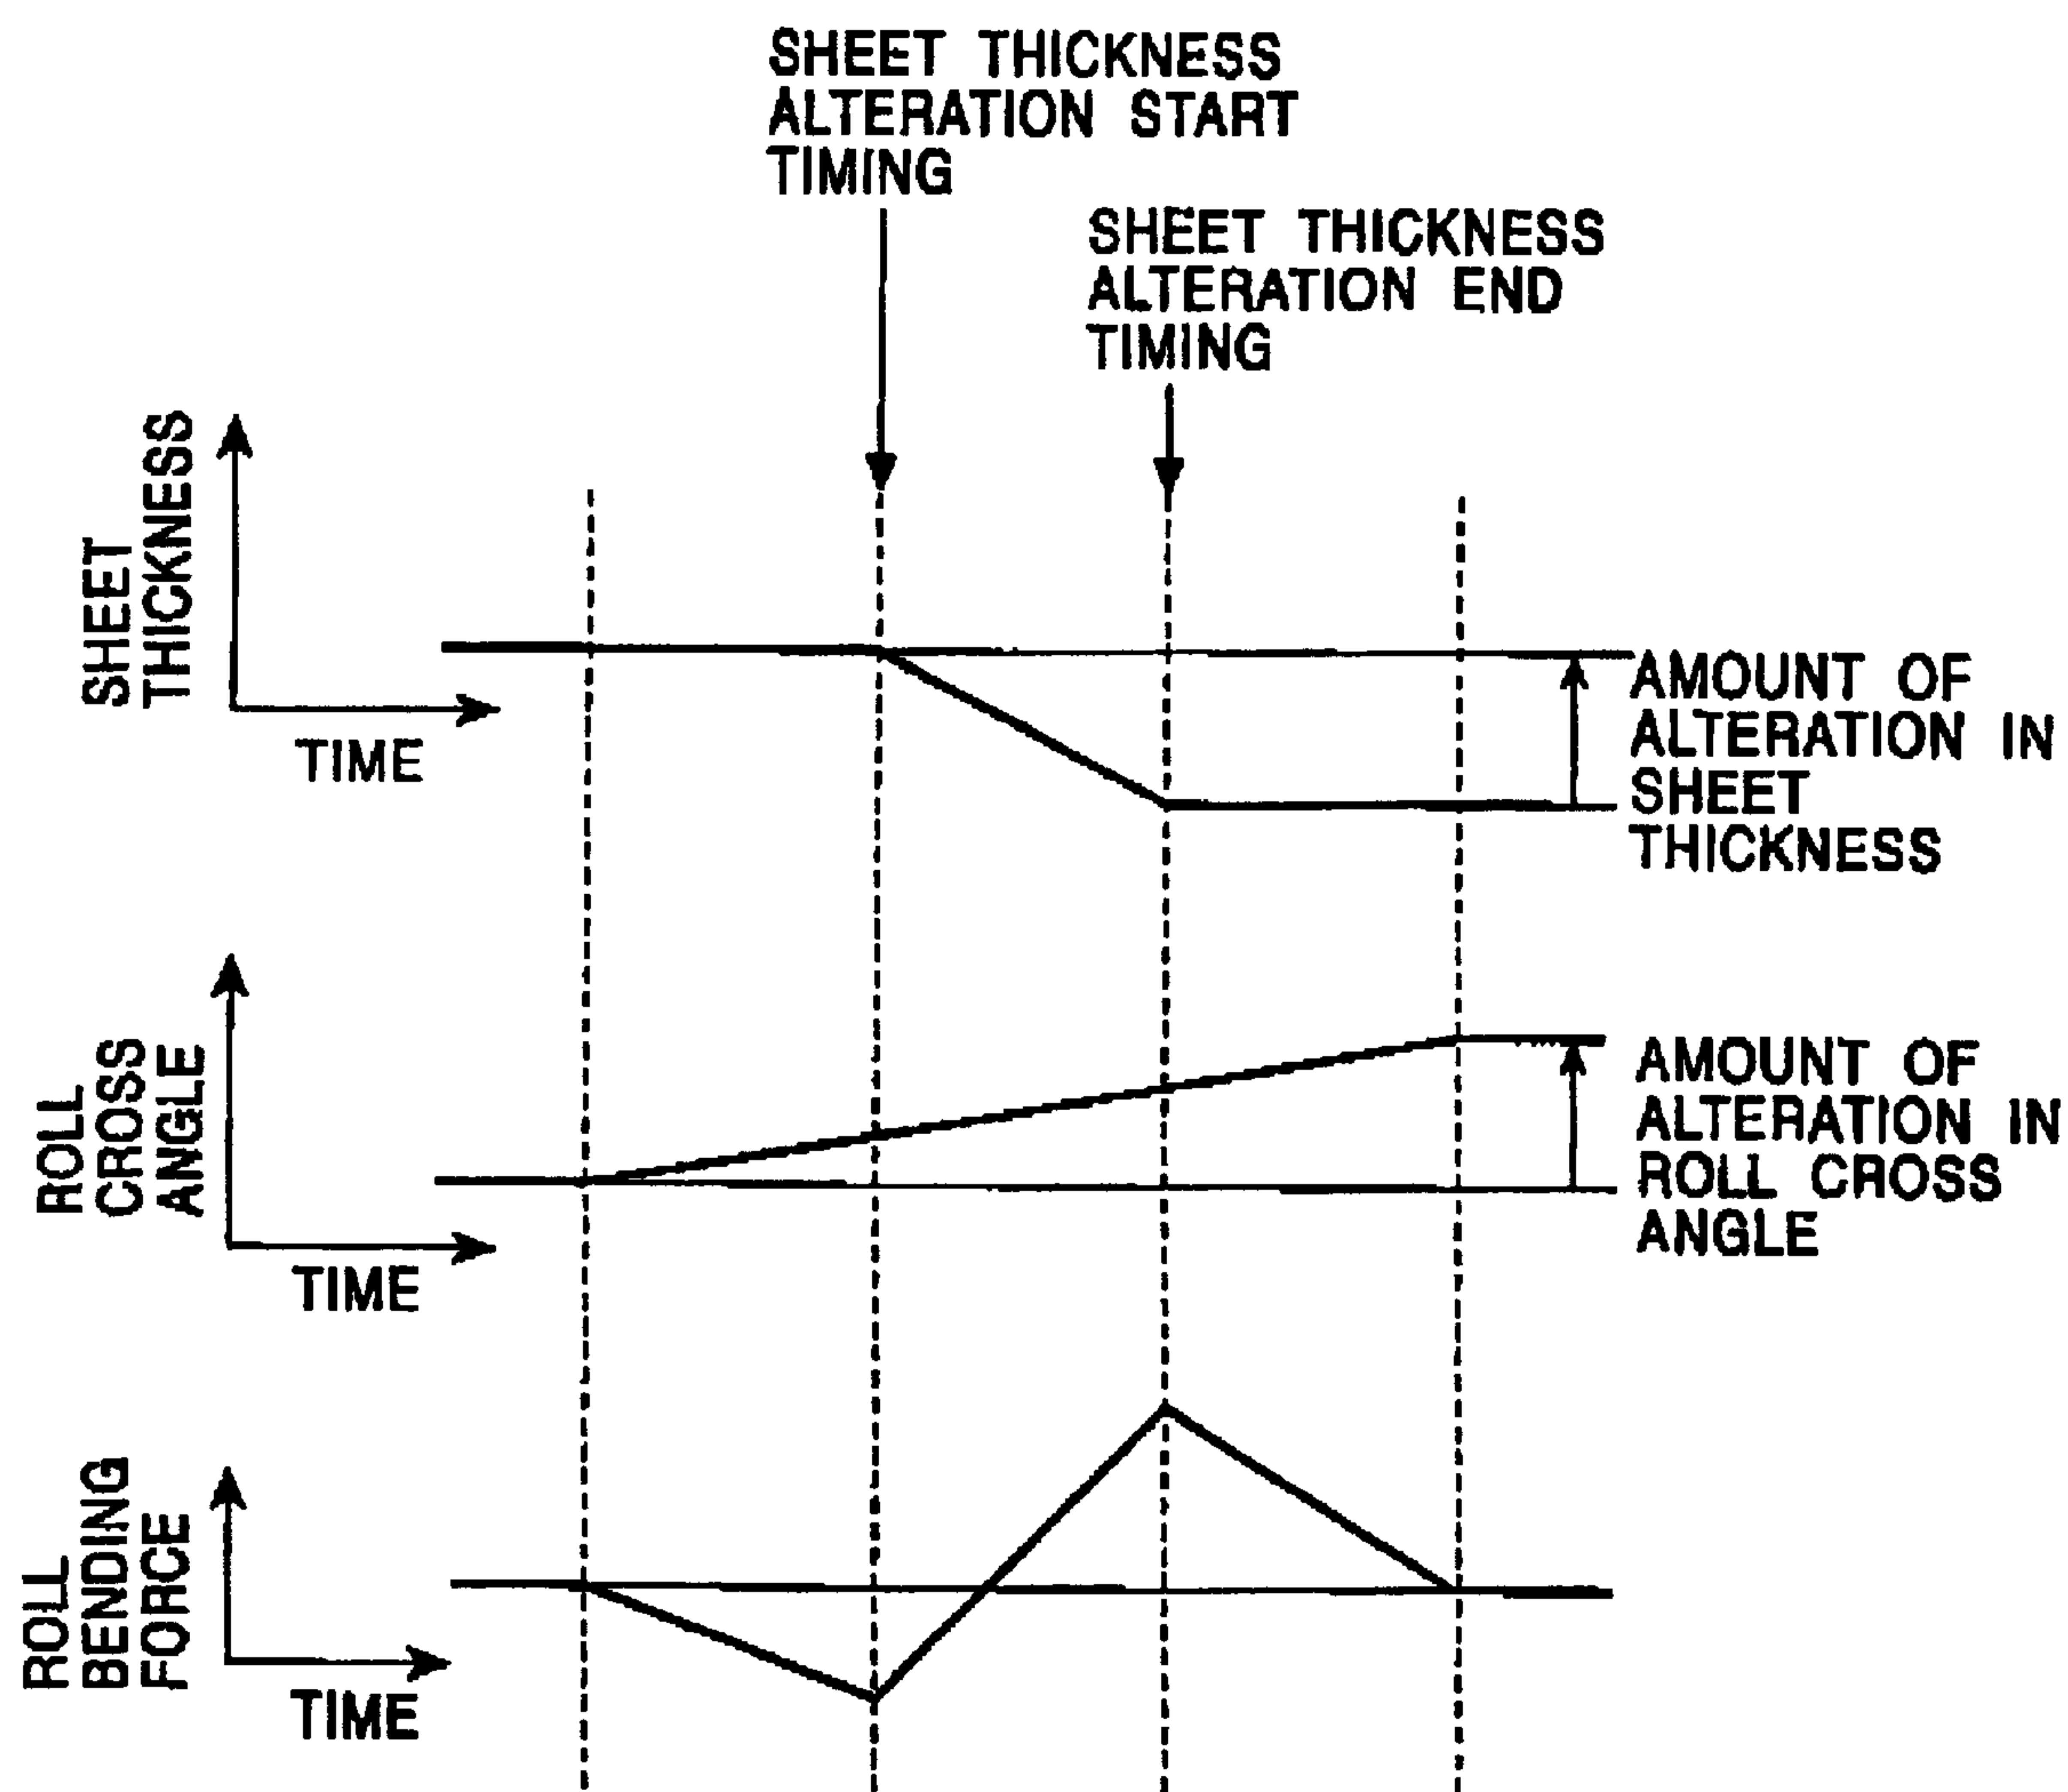 SHEET THICKNESS
ALTERATION START
TIMING
SHEET THICKNESS
ALTERATION END
TIMING
SHEET
THICKNESS
TIME
AMOUNT OF
ALTERATION IN
SHEET
THICKNESS
ROLL
CROSS
ANGLE
TIME
AMOUNT OF
ALTERATION IN
ROLL CROSS
ANGLE
ROLL
BENDING
FORCE
TIME